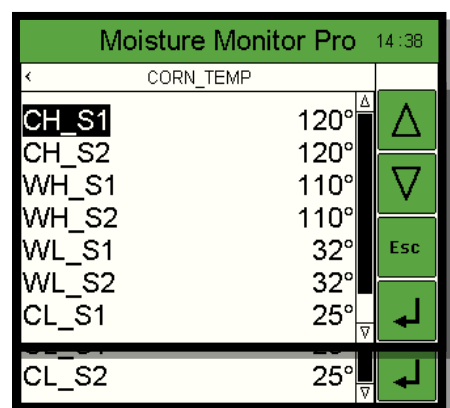 Moisture Monitor Pro 14:38
< CORN_TEMP
CH_S1 120°
CH_S2 120°
WH_S1 110°
WH_S2 110°
WL_S1 32°
WL_S2 32°
CL_S1 25°
CL_S2 25°
Esc